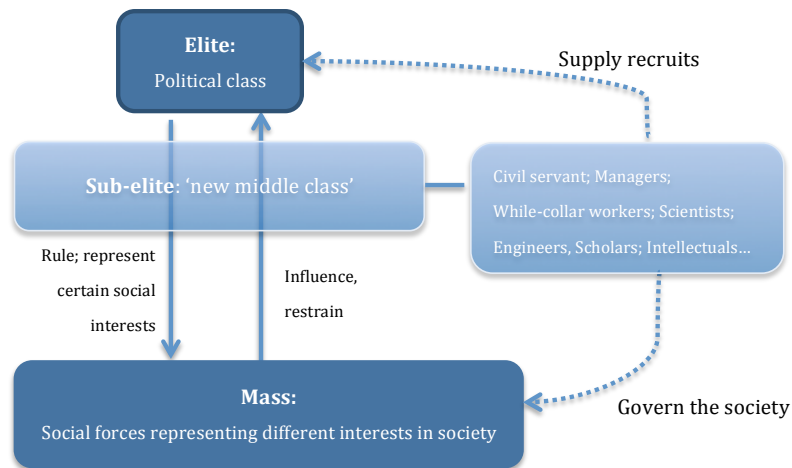 Elite:
Political class
Supply recruits
Sub-elite: ‘new middle class’
Civil servant; Managers;
While-collar workers; Scientists;
Engineers, Scholars; Intellectuals…
Rule; represent
certain social
interests
Influence,
restrain
Mass:
Social forces representing different interests in society
Govern the society